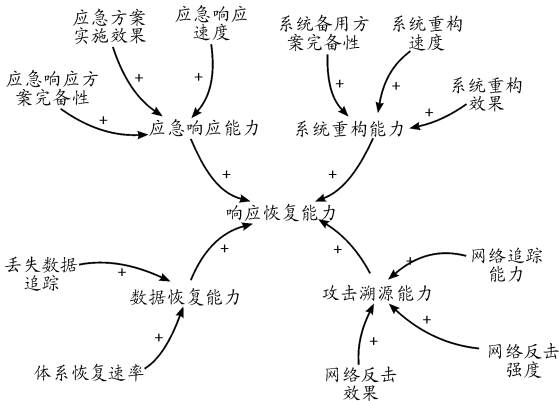 应急方案
实施效果
应急响应
速度
系统备用方
案完备性
系统重构
速度
应急响应方
案完备性
系统重构
效果
+
+
+
+
+
+
应急响应能力
系统重构能力
+
+
响应恢复能力
+
+
丢失数据
追踪
+
数据恢复能力
攻击溯源能力
+
网络追踪
能力
体系恢复速率
+
+
+
网络反击
效果
网络反击
强度